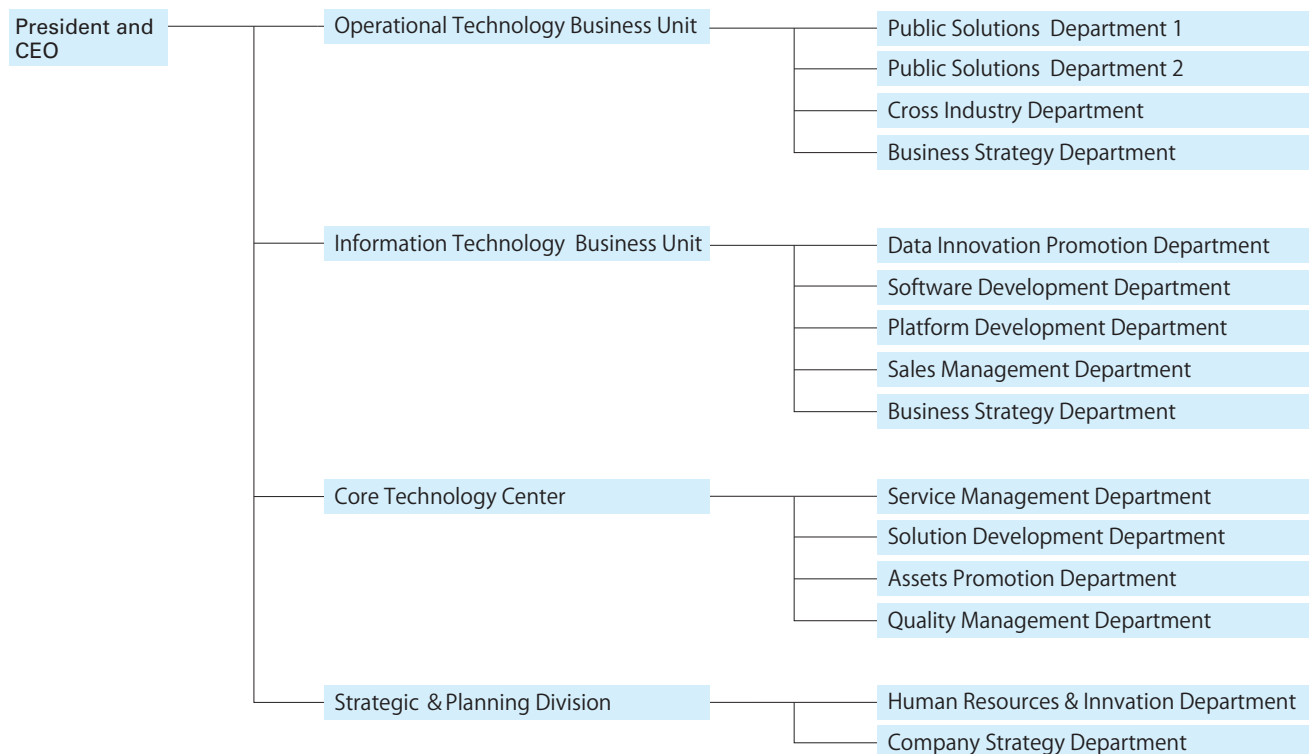 President and
CEO
Operational Technology Business Unit
Public Solutions Department 1
Public Solutions Department 2
Cross Industry Department
Business Strategy Department
Information Technology Business Unit
Data Innovation Promotion Department
Software Development Department
Platform Development Department
Sales Management Department
Business Strategy Department
Core Technology Center
Service Management Department
Solution Development Department
Assets Promotion Department
Quality Management Department
Strategic & Planning Division
Human Resources & Innvation Department
Company Strategy Department